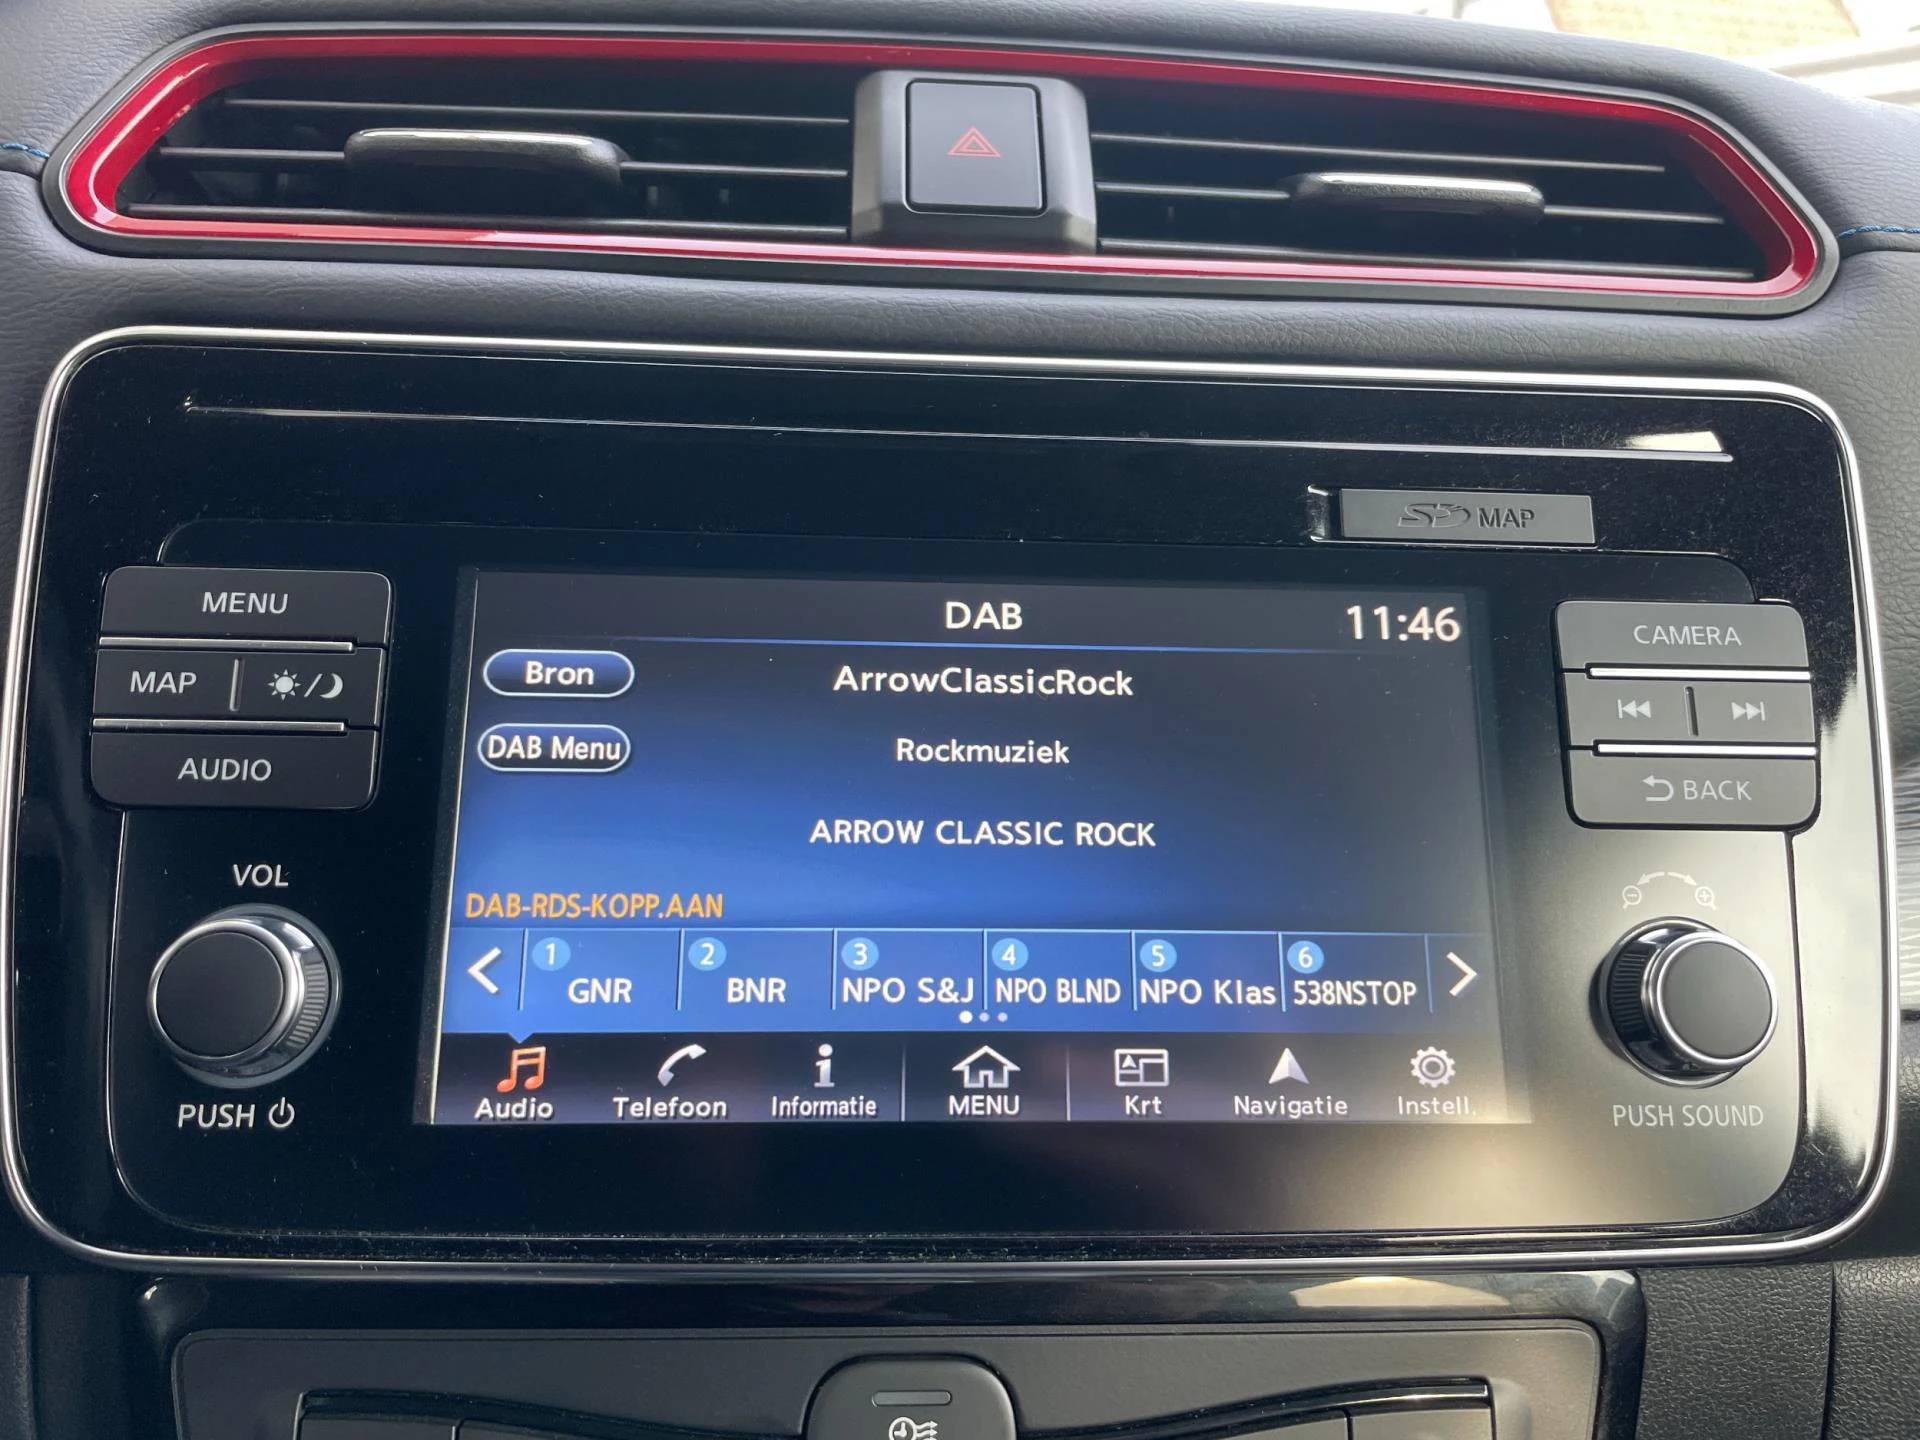 SD MAP
MENU
MAP
AUDIO
VOL
PUSH
DAB
11:46
Bron
ArrowClassicRock
DAB Menu
Rockmuziek
ARROW CLASSIC ROCK
DAB-RDS-KOPP.AAN
1 GNR
2 BNR
3 NPO S&J
4 NPO BLND
5 NPO Klas
6 538NSTOP
Audio
Telefoon
Informatie
MENU
Krt
Navigatie
Instell.
CAMERA
BACK
PUSH SOUND